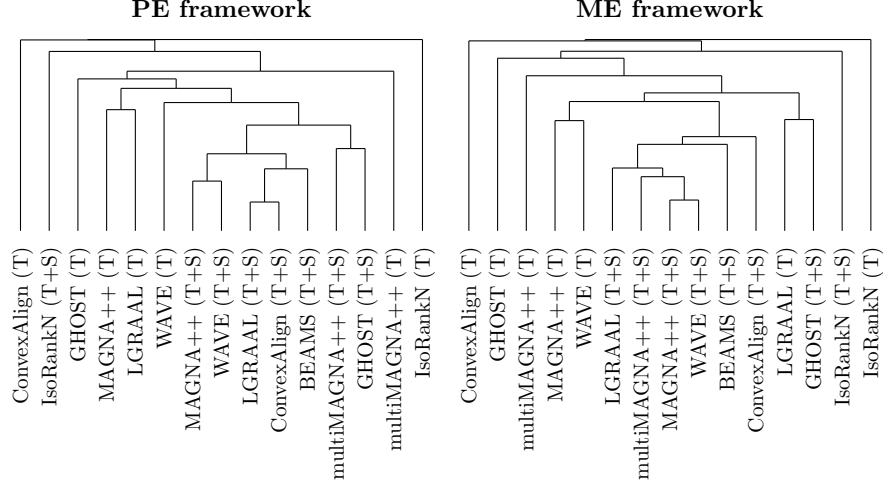 PE framework
ConvexAlign (T)
IsoRankN (T+S)
GHOST (T)
MAGNA++ (T)
LGRAAL (T)
WAVE (T)
MAGNA++ (T+S)
WAVE (T+S)
LGRAAL (T+S)
ConvexAlign (T+S)
BEAMS (T+S)
multiMAGNA++ (T+S)
GHOST (T+S)
multiMAGNA++ (T)
IsoRankN (T)
ME framework
ConvexAlign (T)
GHOST (T)
multiMAGNA++ (T)
MAGNA++ (T)
WAVE (T)
LGRAAL (T+S)
multiMAGNA++ (T+S)
MAGNA++ (T+S)
WAVE (T+S)
BEAMS (T+S)
ConvexAlign (T+S)
LGRAAL (T)
GHOST (T+S)
IsoRankN (T+S)
IsoRankN (T)